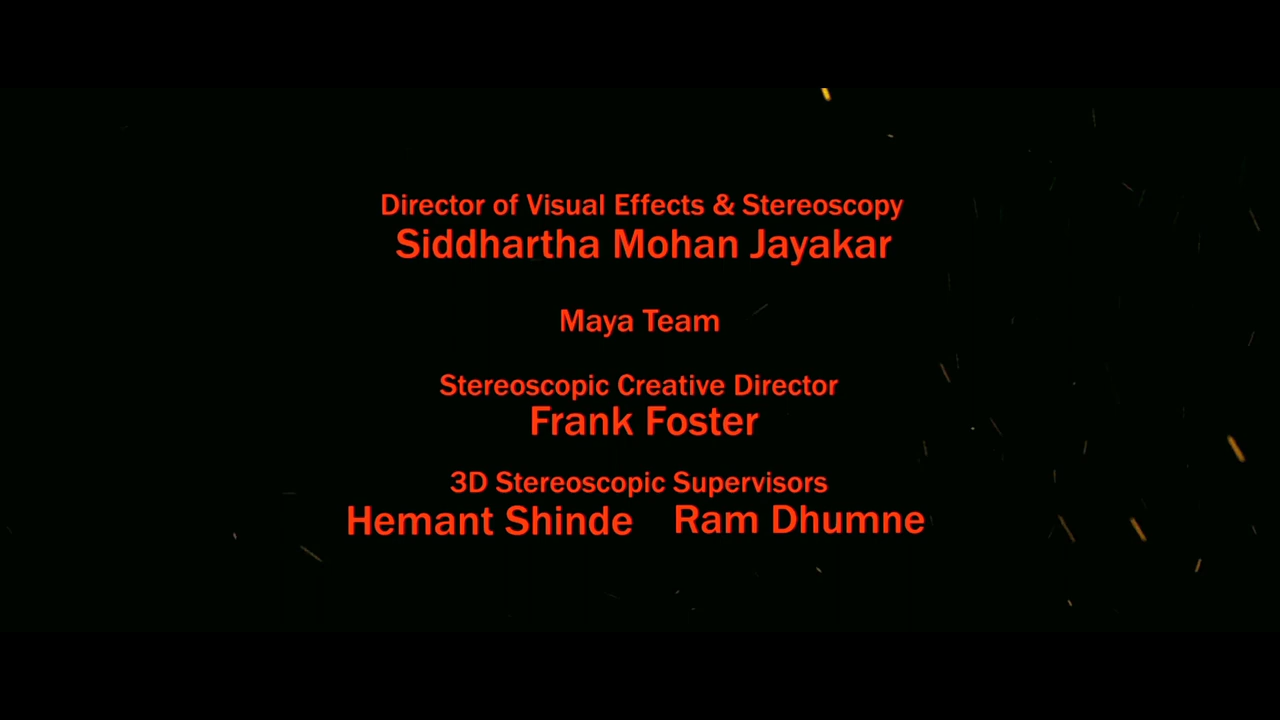 Director of Visual Effects & Stereoscopy
Siddhartha Mohan Jayakar
Maya Team
Stereoscopic Creative Director
Frank Foster
3D Stereoscopic Supervisors
Hemant Shinde Ram Dhumne